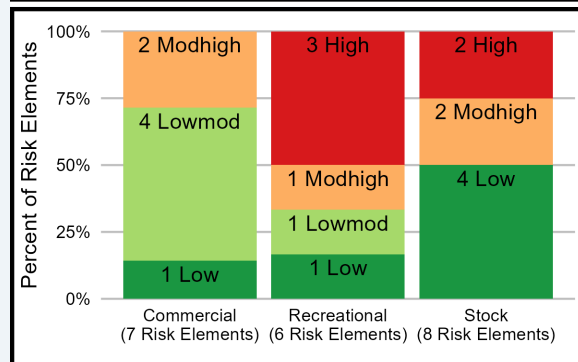 Percent of Risk Elements
100%
75%
50%
25%
0%
2 Modhigh
4 Lowmod
1 Low
3 High
1 Modhigh
1 Lowmod
1 Low
2 High
2 Modhigh
4 Low
Commercial
(7 Risk Elements)
Recreational
(6 Risk Elements)
Stock
(8 Risk Elements)